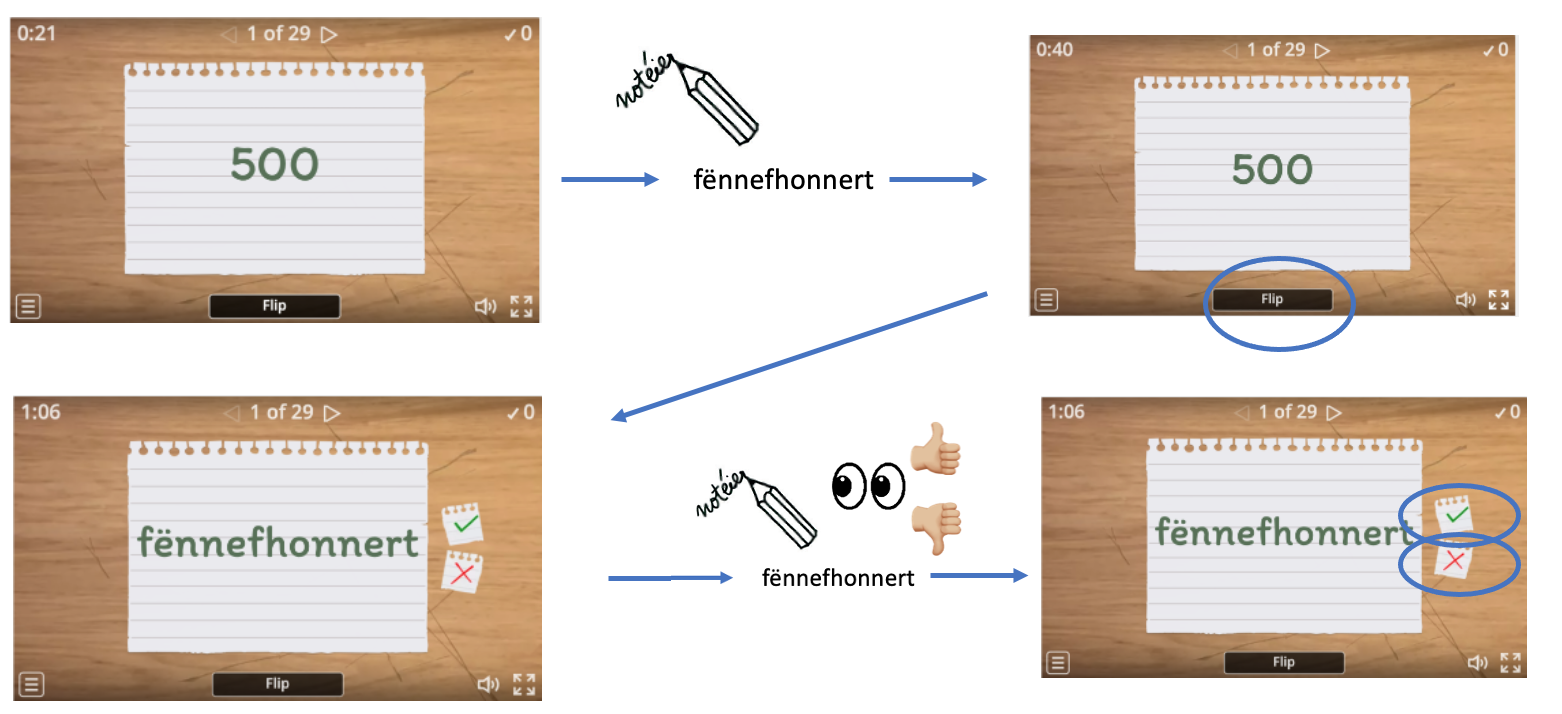 0:21 ◁ 1 of 29 ▷ ✓0
500
Flip
notéier
fënnefhonnert
0:40 ◁ 1 of 29 ▷ ✓0
500
Flip
1:06 ◁ 1 of 29 ▷ ✓0
fënnefhonnert
Flip
notéier
fënnefhonnert
1:06 ◁ 1 of 29 ▷ ✓0
fënnefhonnert
Flip